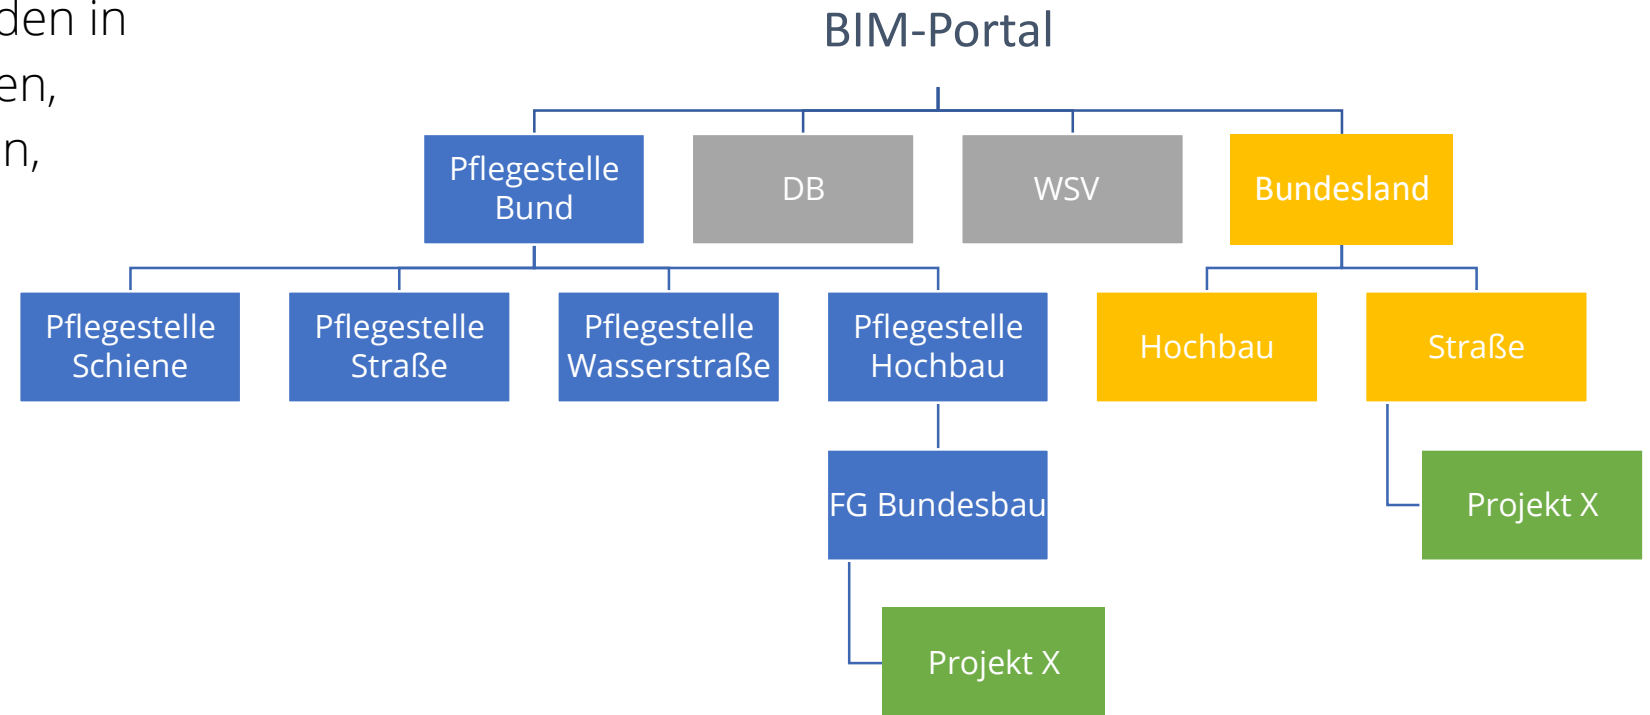 den in
en,
n,
BIM-Portal
Pflegestelle
Bund
DB
WSV
Bundesland
Pflegestelle
Schiene
Pflegestelle
Straße
Pflegestelle
Wasserstraße
Pflegestelle
Hochbau
Hochbau
Straße
FG Bundesbau
Projekt X
Projekt X